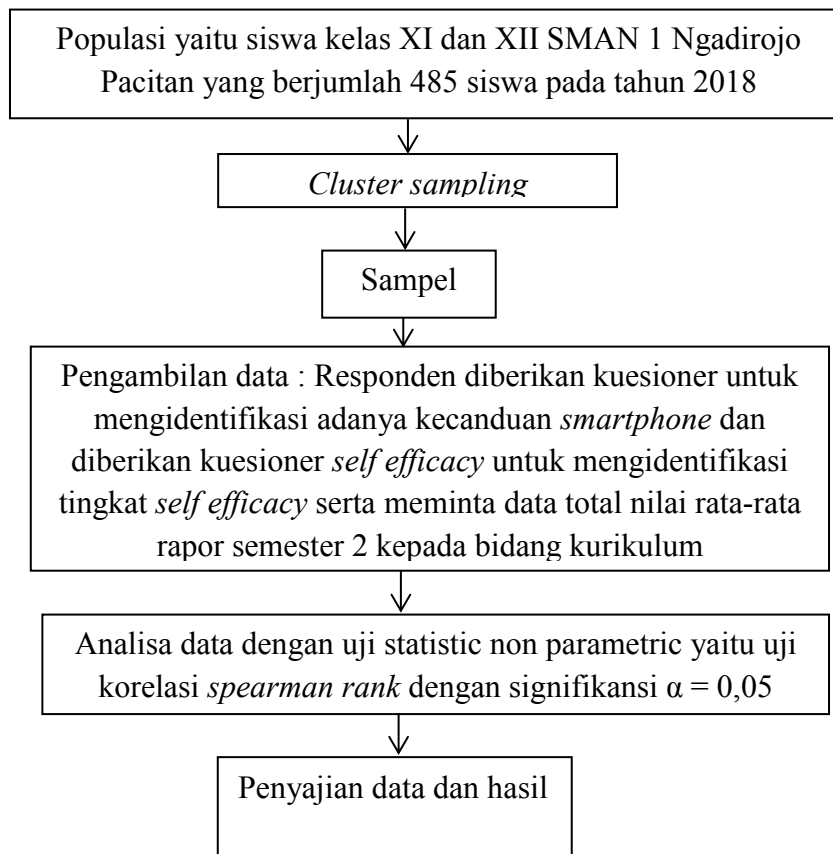 Populasi yaitu siswa kelas XI dan XII SMAN 1 Ngadirojo
Pacitan yang berjumlah 485 siswa pada tahun 2018
Cluster sampling
Sampel
Pengambilan data : Responden diberikan kuesioner untuk
mengidentifikasi adanya kecanduan smartphone dan
diberikan kuesioner self efficacy untuk mengidentifikasi
tingkat self efficacy serta meminta data total nilai rata-rata
rapor semester 2 kepada bidang kurikulum
Analisa data dengan uji statistic non parametric yaitu uji
korelasi spearman rank dengan signifikansi α = 0,05
Penyajian data dan hasil